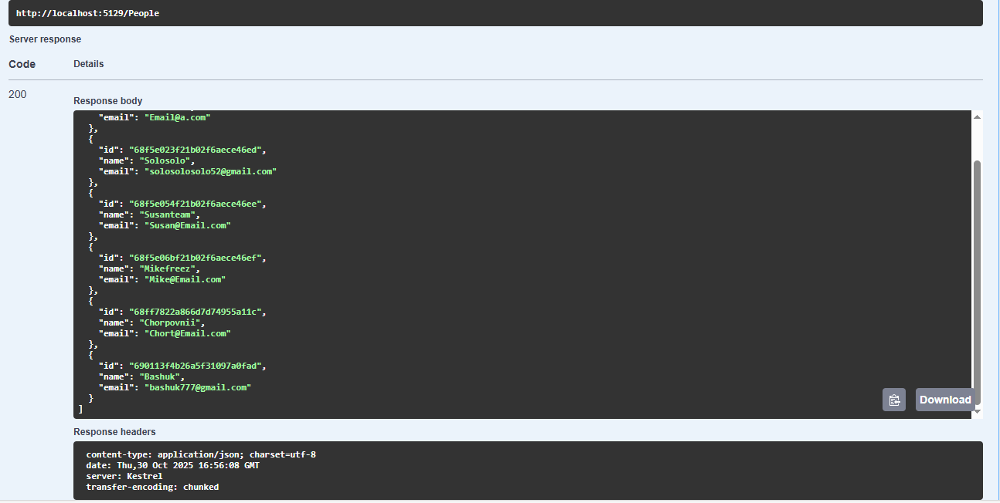 http://localhost:5129/People
Server response
Code Details
200
Response body
"email": "Email@a.com"
},
{
"id": "68f5e023f21b02f6aece46ed",
"name": "Solosolo",
"email": "solosolosolo52@gmail.com"
},
{
"id": "68f5e054f21b02f6aece46ee",
"name": "Susanteam",
"email": "Susan@Email.com"
},
{
"id": "68f5e06bf21b02f6aece46ef",
"name": "Mikefreez",
"email": "Mike@Email.com"
},
{
"id": "68ff7822a866d7d74955a11c",
"name": "Chorpovnii",
"email": "Chort@Email.com"
},
{
"id": "690113f4b26a5f31097a0fad",
"name": "Bashuk",
"email": "bashuk777@gmail.com"
}
]
Download
Response headers
content-type: application/json; charset=utf-8
date: Thu,30 Oct 2025 16:56:08 GMT
server: Kestrel
transfer-encoding: chunked